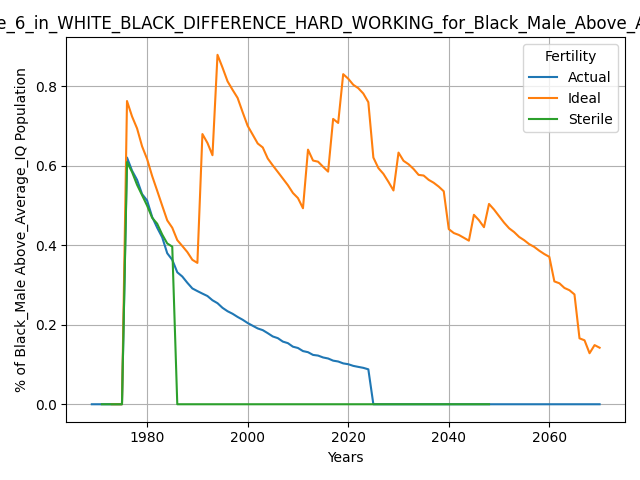 e_6_in_WHITE_BLACK_DIFFERENCE_HARD_WORKING_for_Black_Male_Above_A
% of Black_Male Above_Average_IQ Population
0.8
0.6
0.4
0.2
0.0
Fertility
Actual
Ideal
Sterile
1980
2000
2020
2040
2060
Years